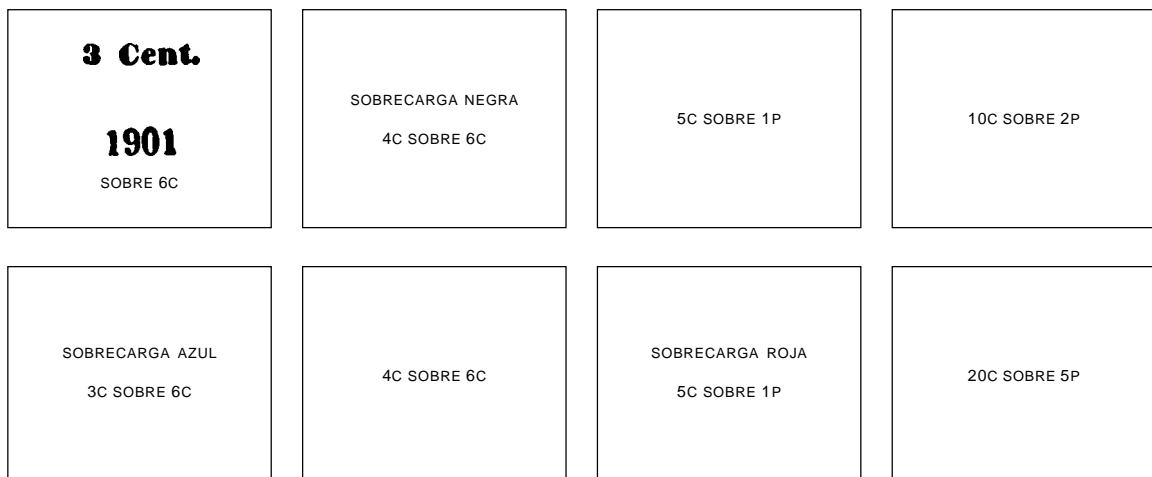 3 Cent.
1901
SOBRE 6C
SOBRECARGA NEGRA
4C SOBRE 6C
5C SOBRE 1P
10C SOBRE 2P
SOBRECARGA AZUL
3C SOBRE 6C
4C SOBRE 6C
SOBRECARGA ROJA
5C SOBRE 1P
20C SOBRE 5P